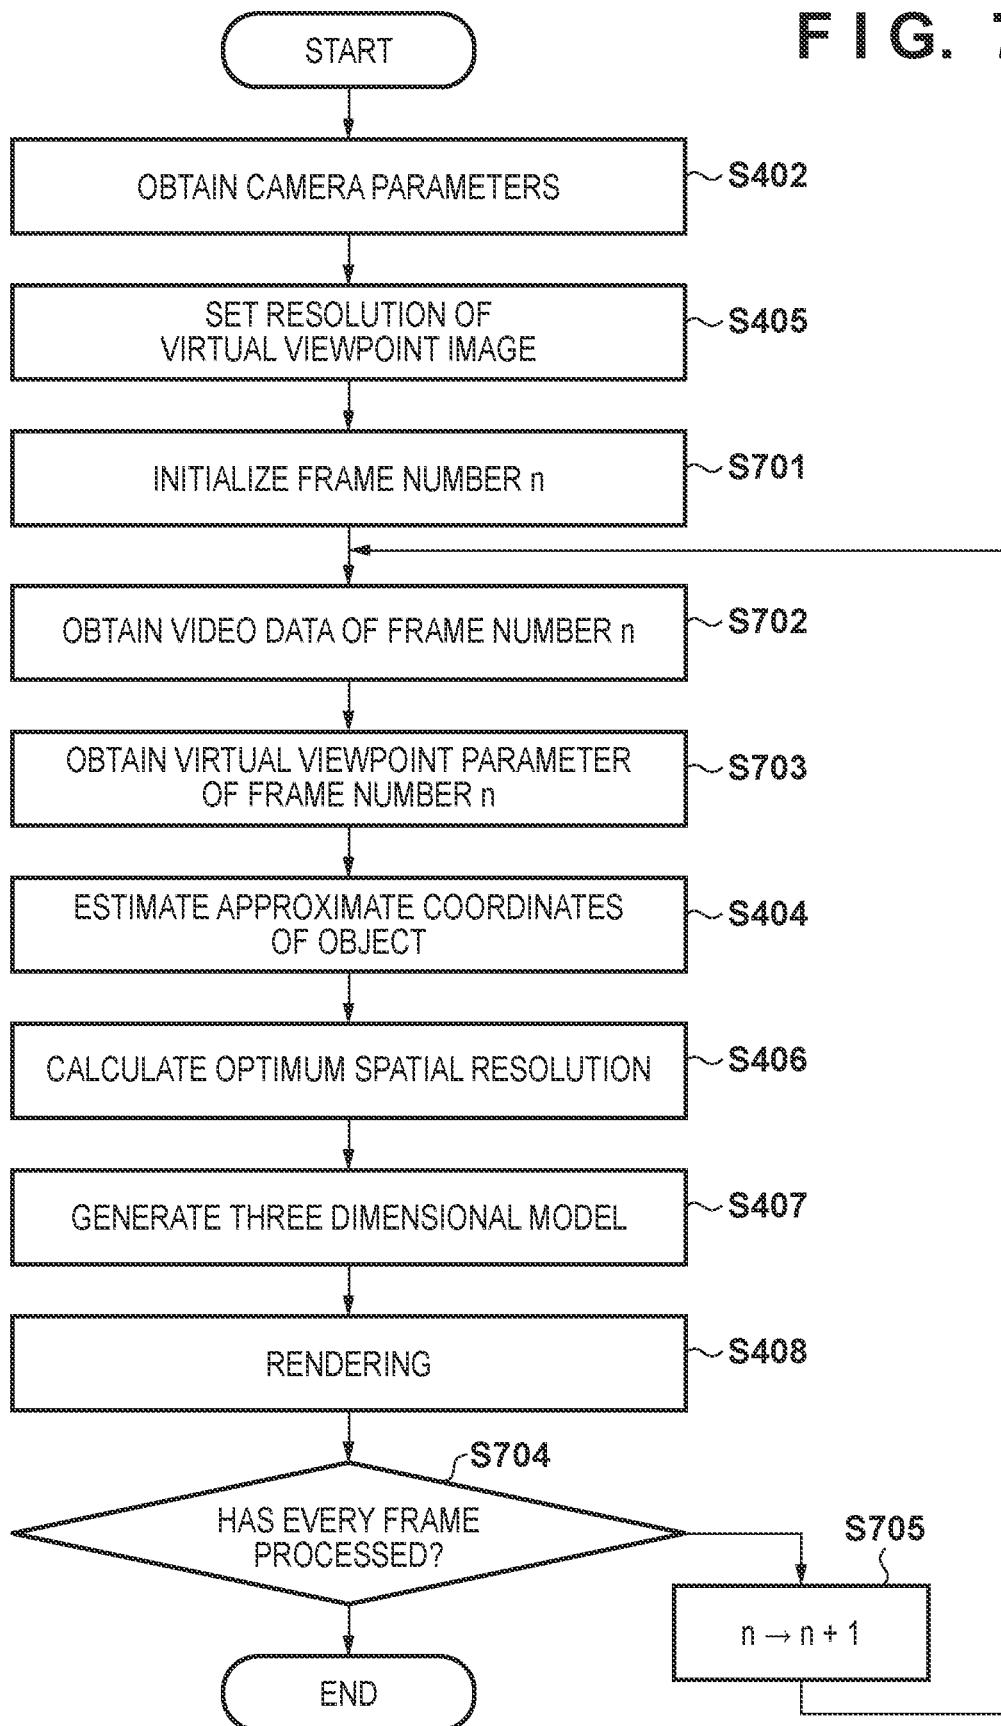 FIG. 7
START
OBTAIN CAMERA PARAMETERS
S402
SET RESOLUTION OF
VIRTUAL VIEWPOINT IMAGE
S405
INITIALIZE FRAME NUMBER n
S701
OBTAIN VIDEO DATA OF FRAME NUMBER n
S702
OBTAIN VIRTUAL VIEWPOINT PARAMETER
OF FRAME NUMBER n
S703
ESTIMATE APPROXIMATE COORDINATES
OF OBJECT
S404
CALCULATE OPTIMUM SPATIAL RESOLUTION
S406
GENERATE THREE DIMENSIONAL MODEL
S407
RENDERING
S408
S704
HAS EVERY FRAME
PROCESSED?
S705
n → n + 1
END